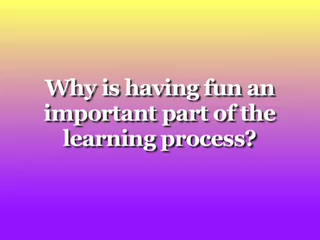 Why is having fun an
important part of the
learning process?